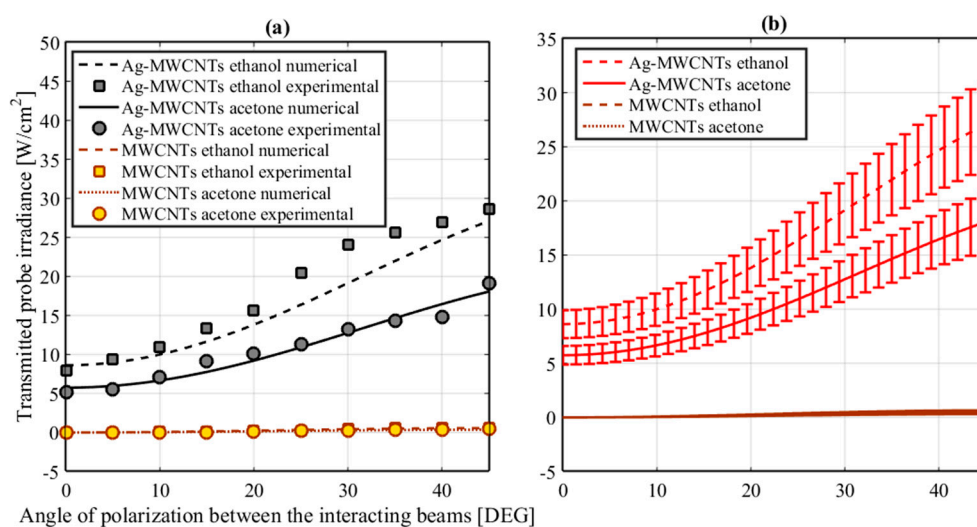 (a)
50
45
40
35
30
25
20
15
10
5
0
-5
Transmitted probe irradiance [W/cm²]
Ag-MWCNTs ethanol numerical
Ag-MWCNTs ethanol experimental
Ag-MWCNTs acetone numerical
Ag-MWCNTs acetone experimental
MWCNTs ethanol numerical
MWCNTs ethanol experimental
MWCNTs acetone numerical
MWCNTs acetone experimental
0 10 20 30 40
(b)
35
30
25
20
15
10
5
0
-5
Ag-MWCNTs ethanol
Ag-MWCNTs acetone
MWCNTs ethanol
MWCNTs acetone
0 10 20 30 40
Angle of polarization between the interacting beams [DEG]